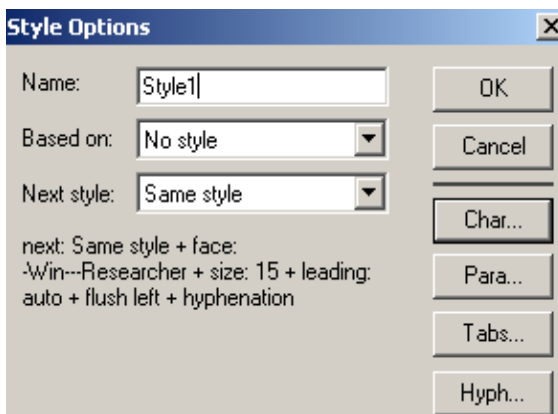 Style Options
Name: Style1 OK
Based on: No style Cancel
Next style: Same style Char...
next: Same style + face:
-Win---Researcher + size: 15 + leading: Para...
auto + flush left + hyphenation
Tabs...
Hyph...